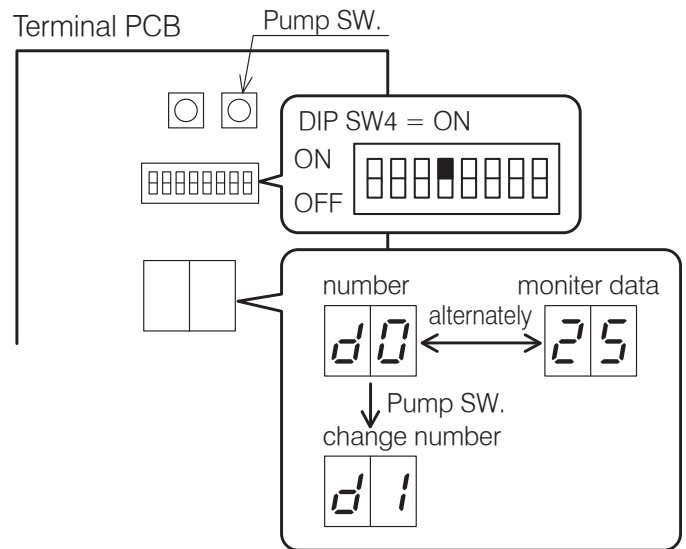 Terminal PCB
Pump SW.
DIP SW4 = ON
ON
OFF
number
moniter data
d0
alternately
25
Pump SW.
change number
d1